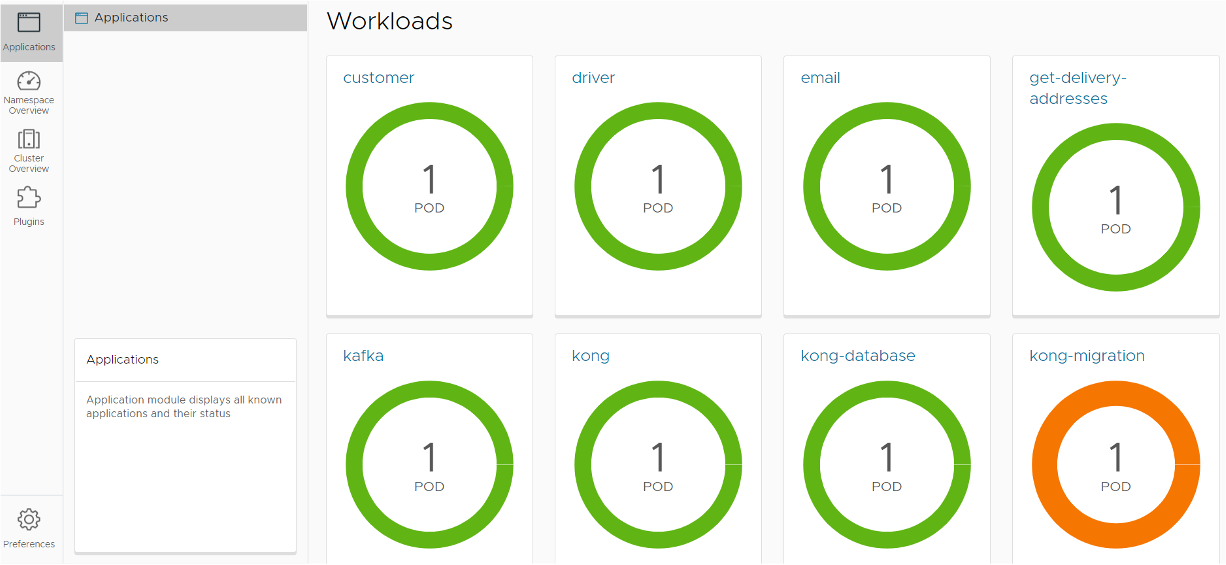 Applications
Namespace
Overview
Cluster
Overview
Plugins
Preferences
Applications
Applications
Application module displays all known
applications and their status
Workloads
customer
1
POD
driver
1
POD
email
1
POD
get-delivery-
addresses
1
POD
kafka
1
POD
kong
1
POD
kong-database
1
POD
kong-migration
1
POD